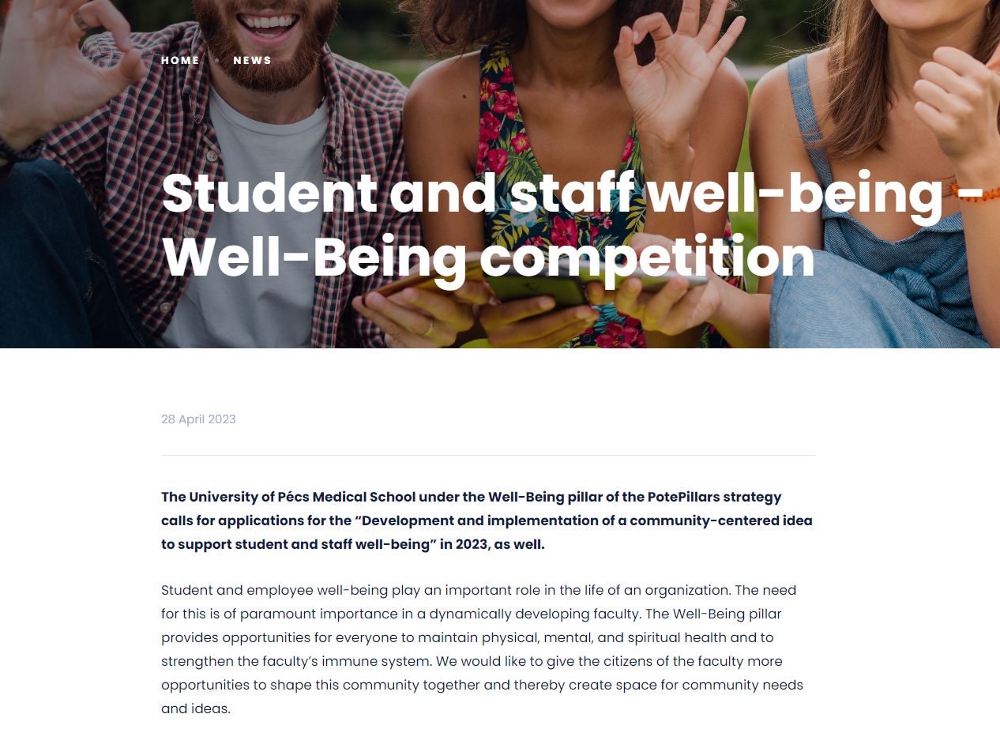 HOME • NEWS
Student and staff well-being -
Well-Being competition
28 April 2023
The University of Pécs Medical School under the Well-Being pillar of the PotePillars strategy
calls for applications for the “Development and implementation of a community-centered idea
to support student and staff well-being” in 2023, as well.
Student and employee well-being play an important role in the life of an organization. The need
for this is of paramount importance in a dynamically developing faculty. The Well-Being pillar
provides opportunities for everyone to maintain physical, mental, and spiritual health and to
strengthen the faculty’s immune system. We would like to give the citizens of the faculty more
opportunities to shape this community together and thereby create space for community needs
and ideas.